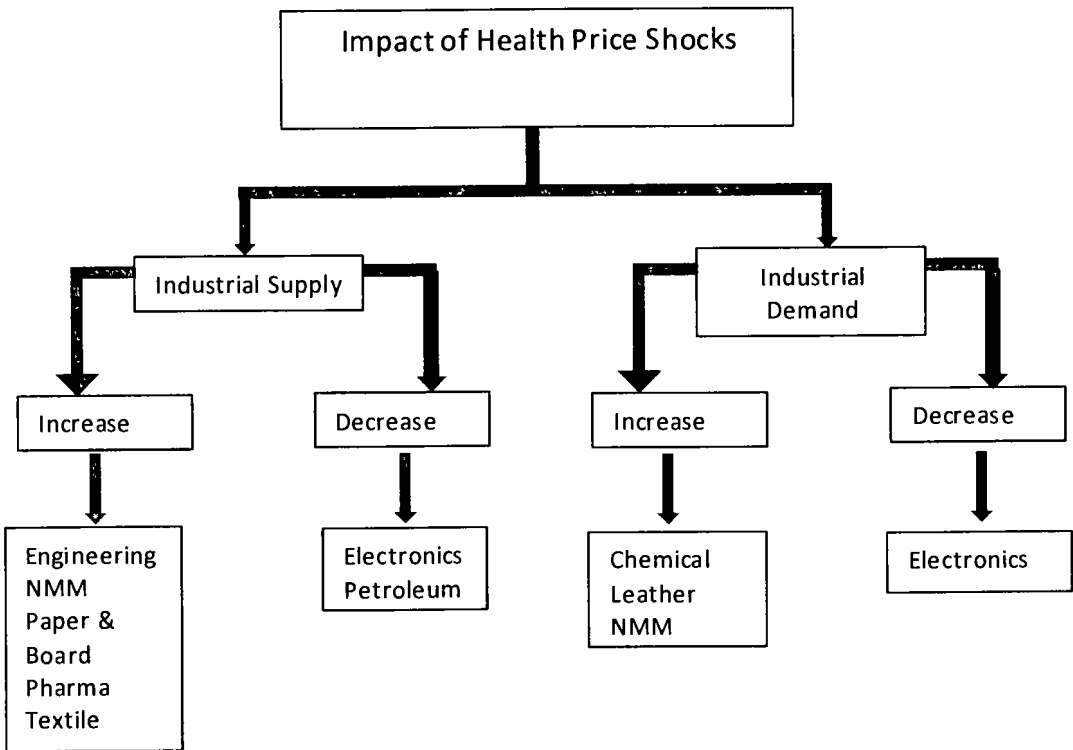 Impact of Health Price Shocks
Industrial Supply
Industrial
Demand
Increase
Decrease
Increase
Decrease
Engineering
NMM
Paper &
Board
Pharma
Textile
Electronics
Petroleum
Chemical
Leather
NMM
Electronics